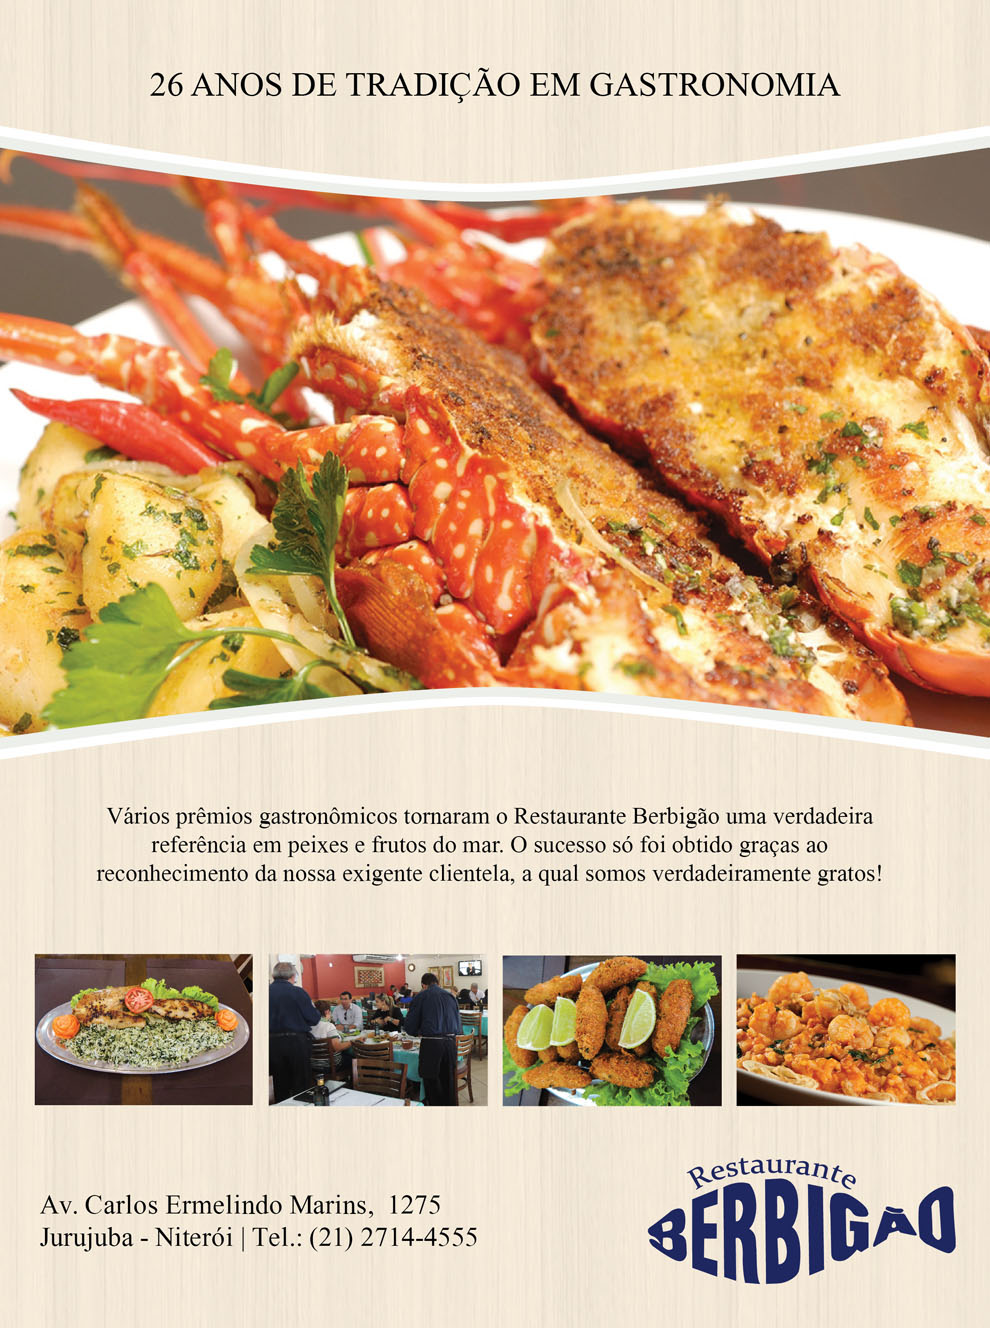 26 ANOS DE TRADIÇÃO EM GASTRONOMIA
Vários prêmios gastronômicos tornaram o Restaurante Berbigão uma verdadeira
referência em peixes e frutos do mar. O sucesso só foi obtido graças ao
reconhecimento da nossa exigente clientela, a qual somos verdadeiramente gratos!
Av. Carlos Ermelindo Marins, 1275
Jurujuba - Niterói | Tel.: (21) 2714-4555
Restaurante
BERBIGÃO